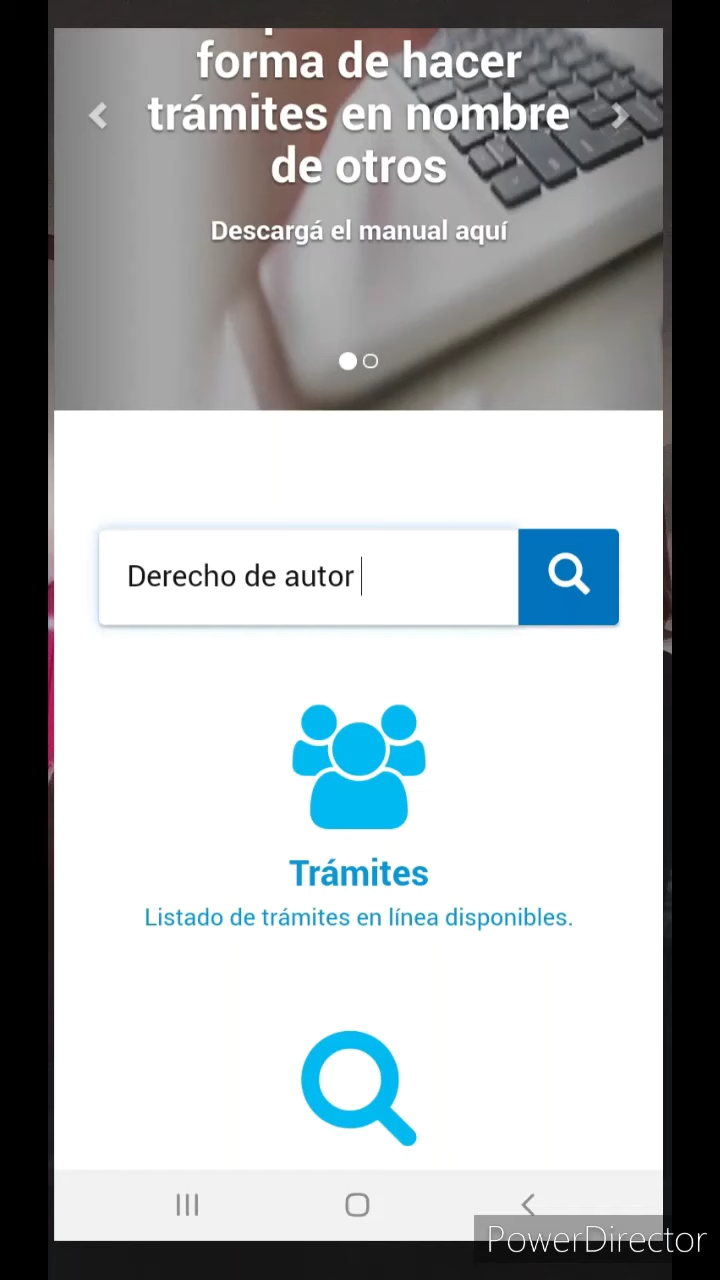 forma de hacer
trámites en nombre
de otros
Descargá el manual aquí
Derecho de autor
Trámites
Listado de trámites en línea disponibles.
PowerDirector